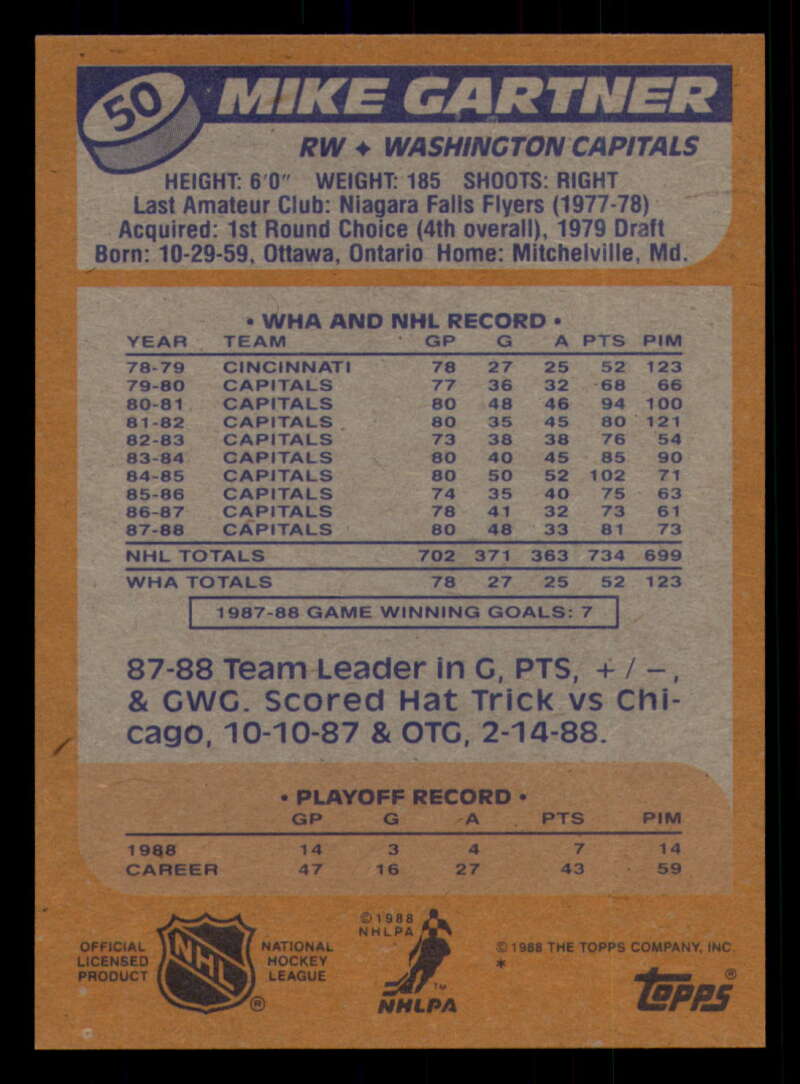 50 MIKE GARTNER
RW ✦ WASHINGTON CAPITALS
HEIGHT: 6'0" WEIGHT: 185 SHOOTS: RIGHT
Last Amateur Club: Niagara Falls Flyers (1977-78)
Acquired: 1st Round Choice (4th overall), 1979 Draft
Born: 10-29-59, Ottawa, Ontario Home: Mitchelville, Md.
• WHA AND NHL RECORD •
YEAR TEAM GP G A PTS PIM
78-79 CINCINNATI 78 27 25 52 123
79-80 CAPITALS 77 36 32 68 66
80-81 CAPITALS 80 48 46 94 100
81-82 CAPITALS 80 35 45 80 121
82-83 CAPITALS 73 38 38 76 54
83-84 CAPITALS 80 40 45 85 90
84-85 CAPITALS 80 50 52 102 71
85-86 CAPITALS 74 35 40 75 63
86-87 CAPITALS 78 41 32 73 61
87-88 CAPITALS 80 48 33 81 73
NHL TOTALS 702 371 363 734 699
WHA TOTALS 78 27 25 52 123
1987-88 GAME WINNING GOALS: 7
87-88 Team Leader in G, PTS, + / −,
& GWG. Scored Hat Trick vs Chi-
cago, 10-10-87 & OTG, 2-14-88.
• PLAYOFF RECORD •
GP G A PTS PIM
1988 14 3 4 7 14
CAREER 47 16 27 43 59
OFFICIAL
LICENSED
PRODUCT
NHL
®
NATIONAL
HOCKEY
LEAGUE
© 1988
NHLPA
TM
NHLPA
© 1988 THE TOPPS COMPANY, INC.
*
Topps ®